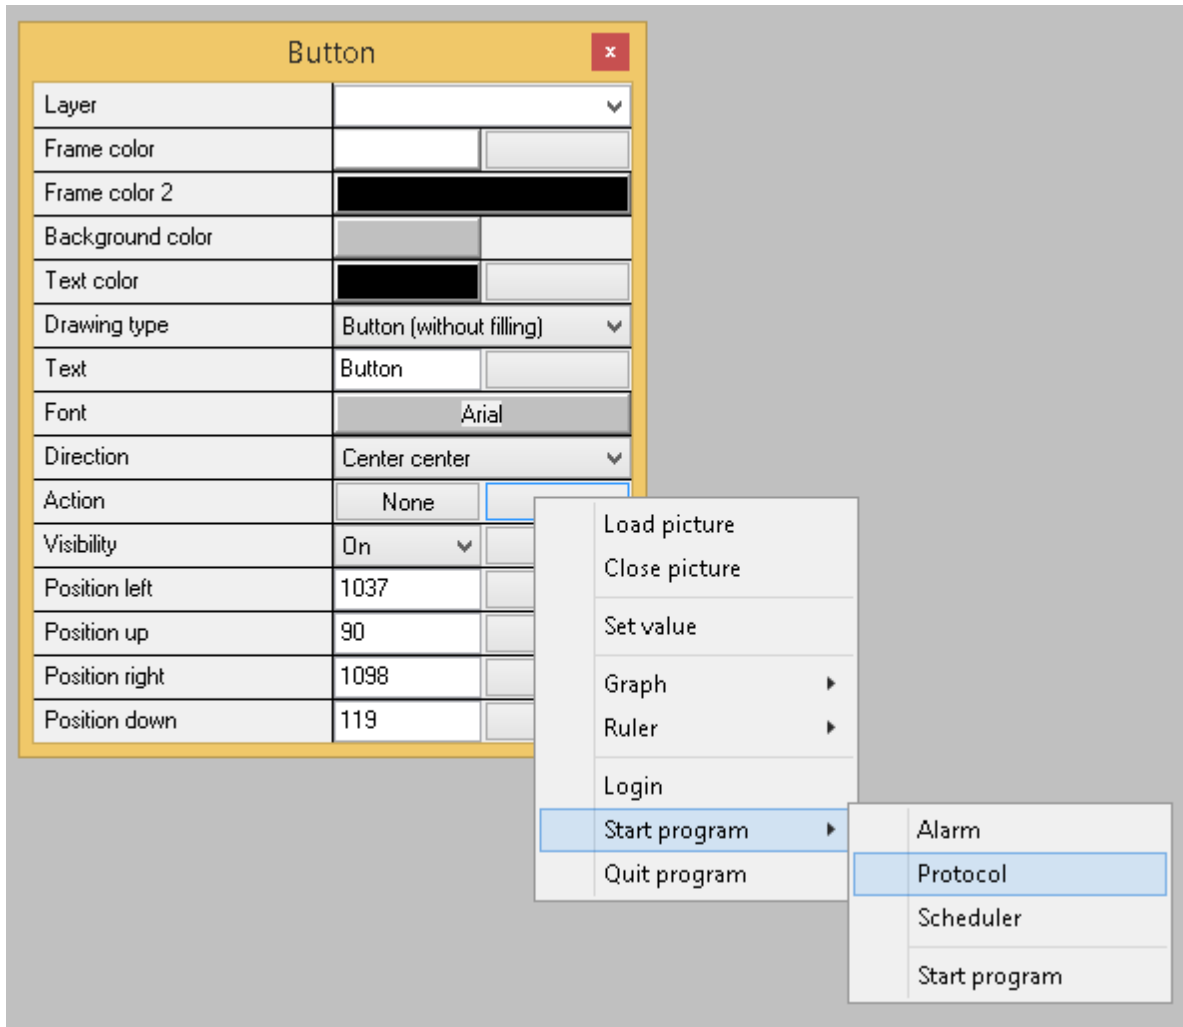 Button
x
Layer
Frame color
Frame color 2
Background color
Text color
Drawing type Button (without filling)
Text Button
Font Arial
Direction Center center
Action None
Visibility On
Position left 1037
Position up 90
Position right 1098
Position down 119
Load picture
Close picture
Set value
Graph
Ruler
Login
Start program
Quit program
Alarm
Protocol
Scheduler
Start program